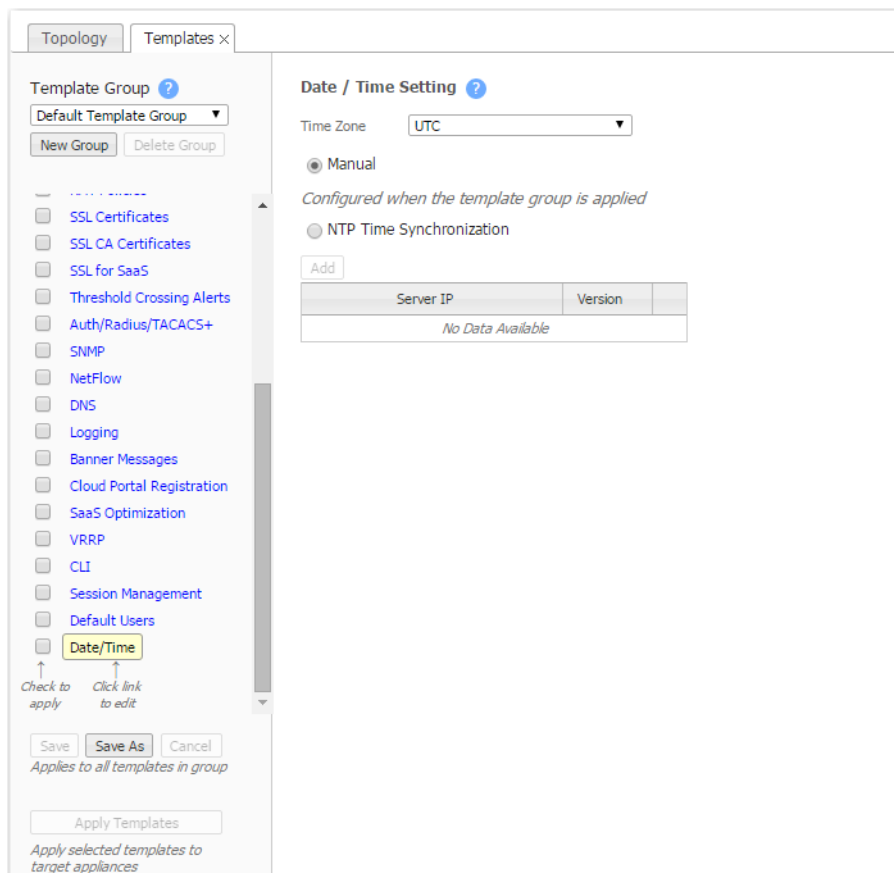 Topology
Templates ×
Template Group ?
Default Template Group
New Group
Delete Group
SSL Certificates
SSL CA Certificates
SSL for SaaS
Threshold Crossing Alerts
Auth/Radius/TACACS+
SNMP
NetFlow
DNS
Logging
Banner Messages
Cloud Portal Registration
SaaS Optimization
VRRP
CLI
Session Management
Default Users
Date/Time
Check to
apply
Click link
to edit
Save
Save As
Cancel
Applies to all templates in group
Apply Templates
Apply selected templates to
target appliances
Date / Time Setting ?
Time Zone
UTC
Manual
Configured when the template group is applied
NTP Time Synchronization
Add
Server IP
Version
No Data Available